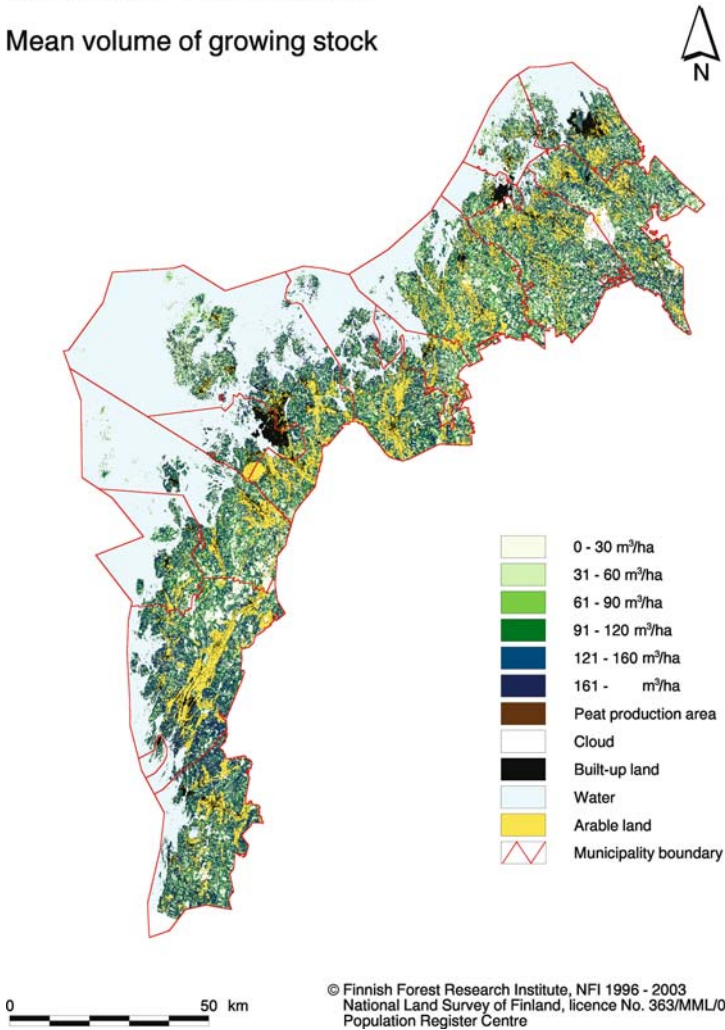 Mean volume of growing stock
N
0 - 30 m³/ha
31 - 60 m³/ha
61 - 90 m³/ha
91 - 120 m³/ha
121 - 160 m³/ha
161 -        m³/ha
Peat production area
Cloud
Built-up land
Water
Arable land
Municipality boundary
0 50 km
© Finnish Forest Research Institute, NFI 1996 - 2003
National Land Survey of Finland, licence No. 363/MML/0
Population Register Centre